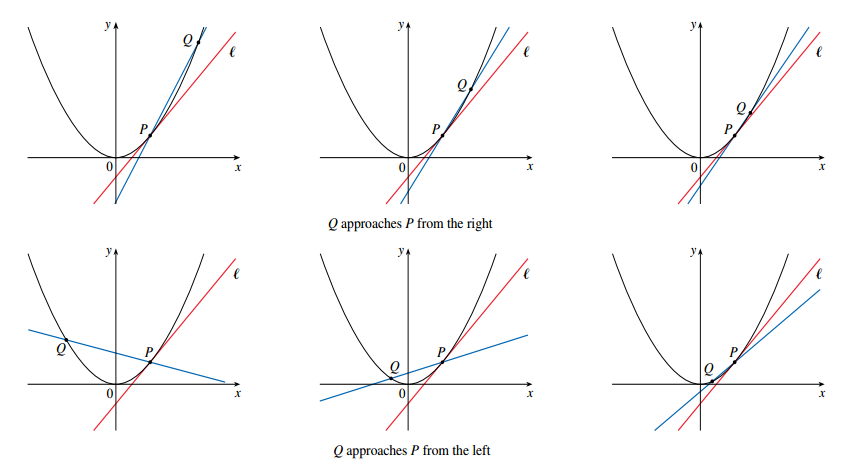 y Q ℓ P 0 x
y Q ℓ P 0 x
y Q ℓ P 0 x
Q approaches P from the right
y ℓ Q P 0 x
y ℓ Q P 0 x
y ℓ Q P 0 x
Q approaches P from the left